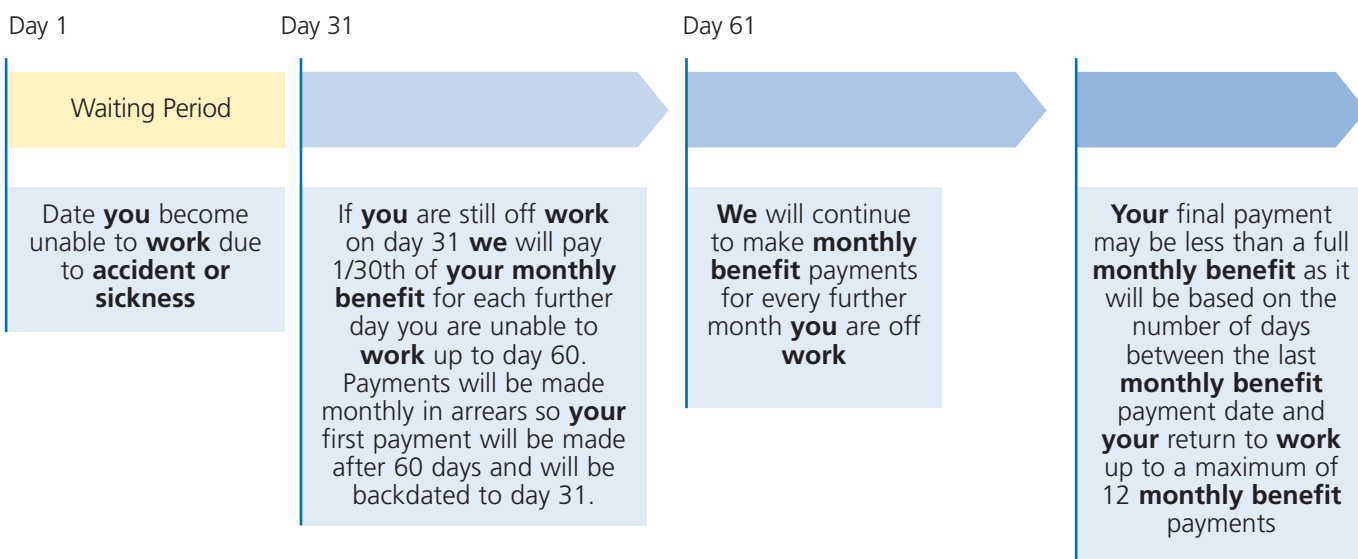 Day 1
Day 31
Day 61
Waiting Period
Date you become
unable to work due
to accident or
sickness
If you are still off work
on day 31 we will pay
1/30th of your monthly
benefit for each further
day you are unable to
work up to day 60.
Payments will be made
monthly in arrears so your
first payment will be made
after 60 days and will be
backdated to day 31.
We will continue
to make monthly
benefit payments
for every further
month you are off
work
Your final payment
may be less than a full
monthly benefit as it
will be based on the
number of days
between the last
monthly benefit
payment date and
your return to work
up to a maximum of
12 monthly benefit
payments